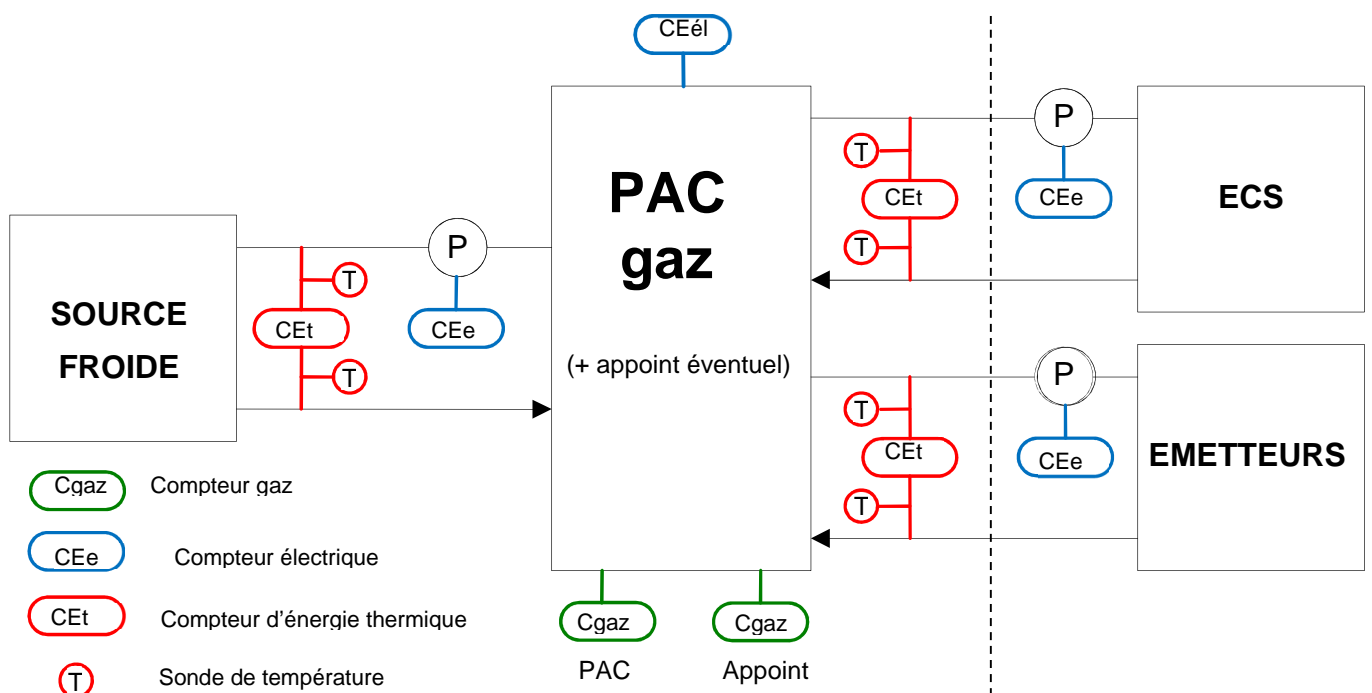 CEél
P
T
CEt
T
CEe
ECS
PAC
gaz
(+ appoint éventuel)
P
T
CEt
T
CEe
SOURCE
FROIDE
P
T
CEt
T
CEe
EMETTEURS
Cgaz Compteur gaz
CEe Compteur électrique
CEt Compteur d'énergie thermique
T Sonde de température
Cgaz
PAC
Cgaz
Appoint